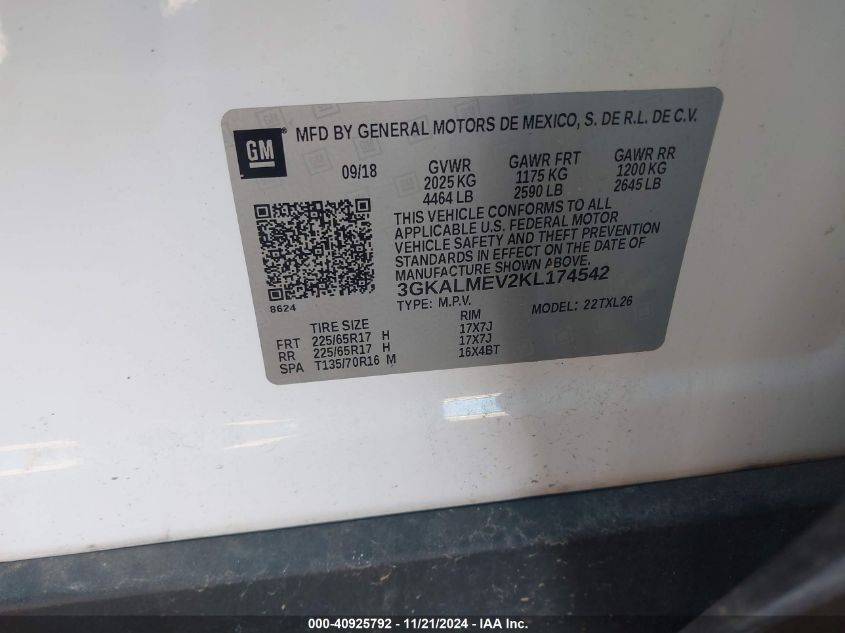 GM ® MFD BY GENERAL MOTORS DE MEXICO, S. DE R.L. DE C.V.
09/18 GVWR GAWR FRT GAWR RR
2025 KG 1175 KG 1200 KG
4464 LB 2590 LB 2645 LB
THIS VEHICLE CONFORMS TO ALL
APPLICABLE U.S. FEDERAL MOTOR
VEHICLE SAFETY AND THEFT PREVENTION
STANDARDS IN EFFECT ON THE DATE OF
MANUFACTURE SHOWN ABOVE.
3GKALMEV2KL174542
8624
TYPE: M.P.V. MODEL: 22TXL26
TIRE SIZE RIM
FRT 225/65R17 H 17X7J
RR 225/65R17 H 17X7J
SPA T135/70R16 M 16X4BT
000-40925792 - 11/21/2024 - IAA Inc.